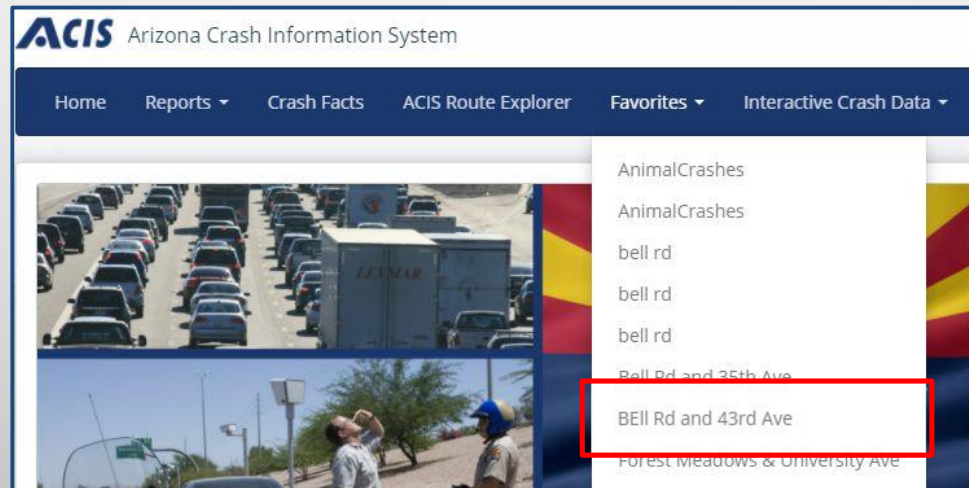 ACIS Arizona Crash Information System
Home Reports Crash Facts ACIS Route Explorer Favorites Interactive Crash Data
AnimalCrashes
AnimalCrashes
bell rd
bell rd
bell rd
Bell Rd and 35th Ave
BEll Rd and 43rd Ave
Forest Meadows & University Ave
LEXMAR